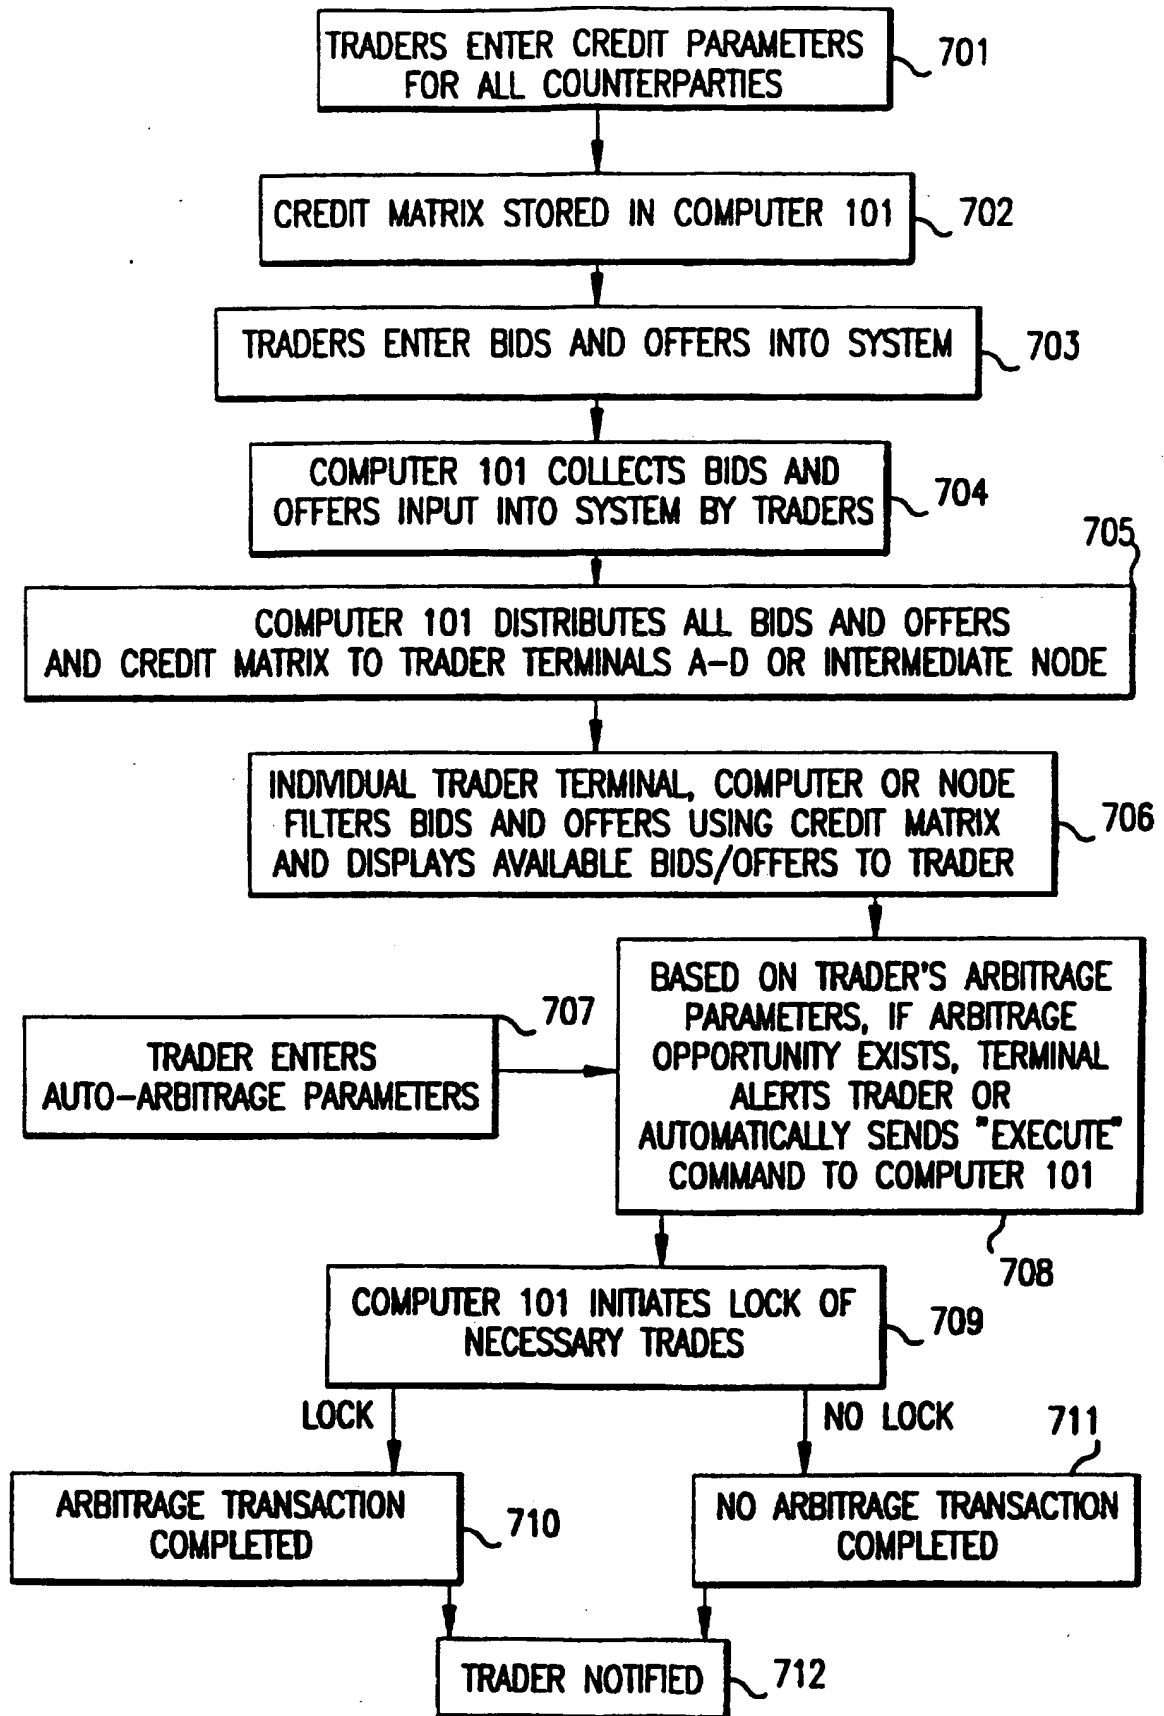 TRADERS ENTER CREDIT PARAMETERS
FOR ALL COUNTERPARTIES
701
CREDIT MATRIX STORED IN COMPUTER 101
702
TRADERS ENTER BIDS AND OFFERS INTO SYSTEM
703
COMPUTER 101 COLLECTS BIDS AND
OFFERS INPUT INTO SYSTEM BY TRADERS
704
705
COMPUTER 101 DISTRIBUTES ALL BIDS AND OFFERS
AND CREDIT MATRIX TO TRADER TERMINALS A-D OR INTERMEDIATE NODE
INDIVIDUAL TRADER TERMINAL, COMPUTER OR NODE
FILTERS BIDS AND OFFERS USING CREDIT MATRIX
AND DISPLAYS AVAILABLE BIDS/OFFERS TO TRADER
706
707
TRADER ENTERS
AUTO-ARBITRAGE PARAMETERS
BASED ON TRADER'S ARBITRAGE
PARAMETERS, IF ARBITRAGE
OPPORTUNITY EXISTS, TERMINAL
ALERTS TRADER OR
AUTOMATICALLY SENDS "EXECUTE"
COMMAND TO COMPUTER 101
708
COMPUTER 101 INITIATES LOCK OF
NECESSARY TRADES
709
LOCK
NO LOCK
711
ARBITRAGE TRANSACTION
COMPLETED
710
NO ARBITRAGE TRANSACTION
COMPLETED
TRADER NOTIFIED
712